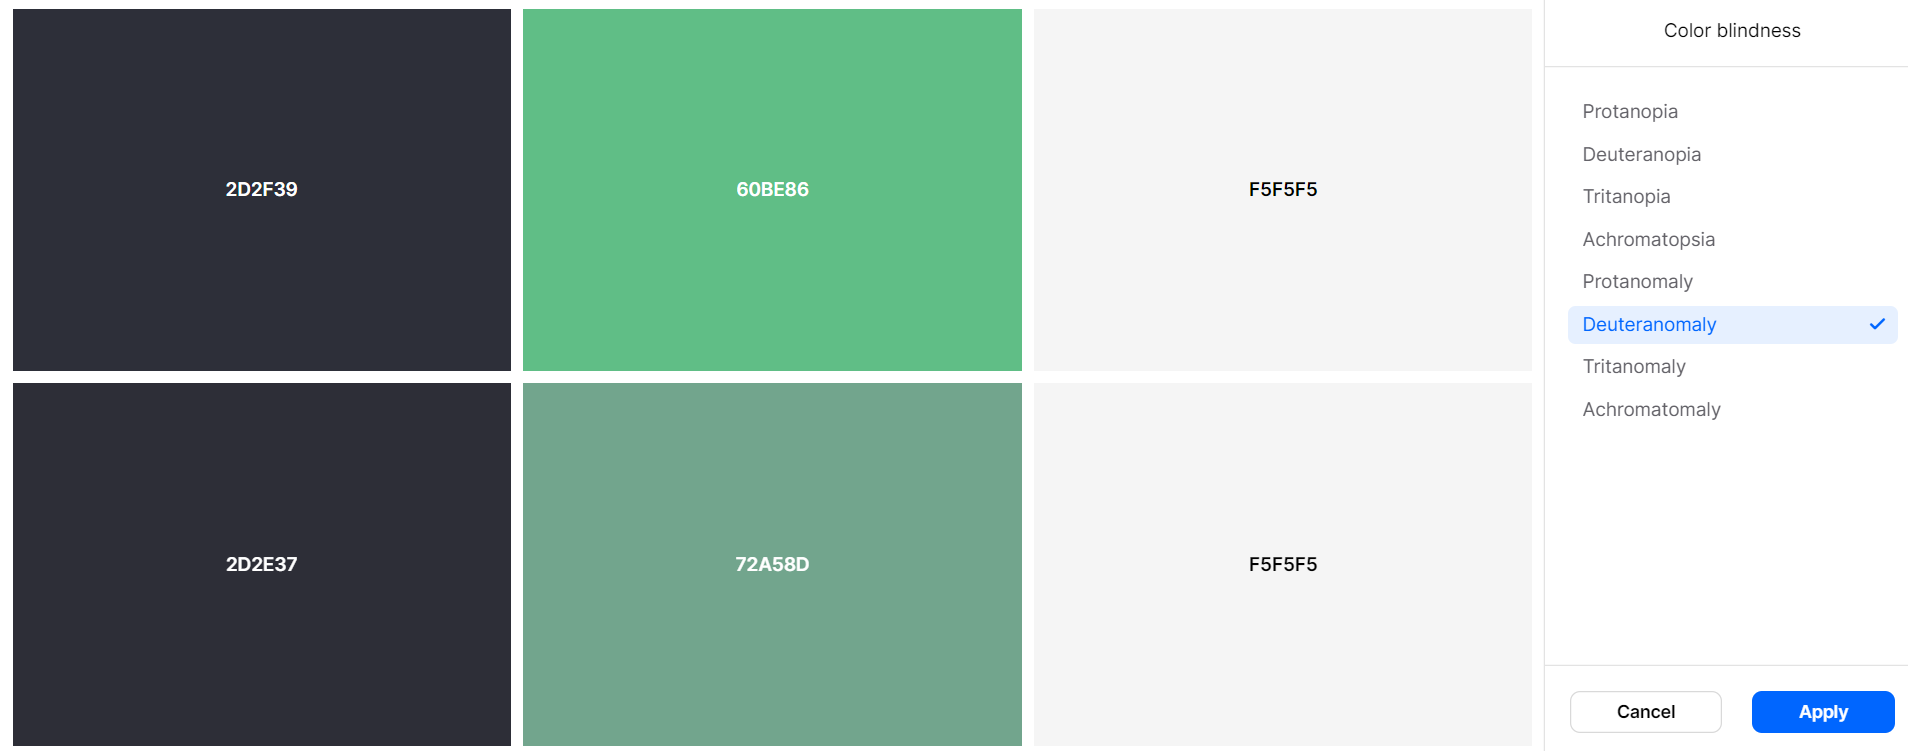 2D2F39
60BE86
F5F5F5
2D2E37
72A58D
F5F5F5
Color blindness
Protanopia
Deuteranopia
Tritanopia
Achromatopsia
Protanomaly
Deuteranomaly
Tritanomaly
Achromatomaly
Cancel
Apply